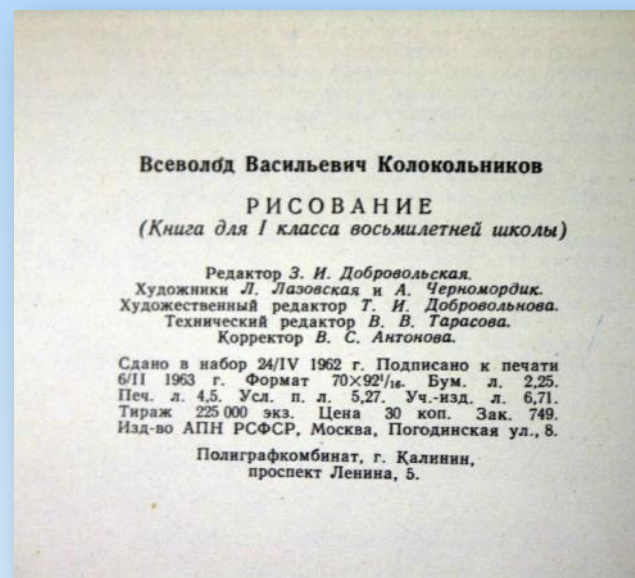 Всеволод Васильевич Колокольников
РИСОВАНИЕ
(Книга для I класса восьмилетней школы)
Редактор З. И. Добровольская.
Художники Л. Лазовская и А. Черномордик.
Художественный редактор Т. И. Добровольнова.
Технический редактор В. В. Тарасова.
Корректор В. С. Антонова.
Сдано в набор 24/IV 1962 г. Подписано к печати
6/II 1963 г. Формат 70×92¹/₁₆. Бум. л. 2,25.
Печ. л. 4,5. Усл. п. л. 5,27. Уч.-изд. л. 6,71.
Тираж 225 000 экз. Цена 30 коп. Зак. 749.
Изд-во АПН РСФСР, Москва, Погодинская ул., 8.
Полиграфкомбинат, г. Калинин,
проспект Ленина, 5.